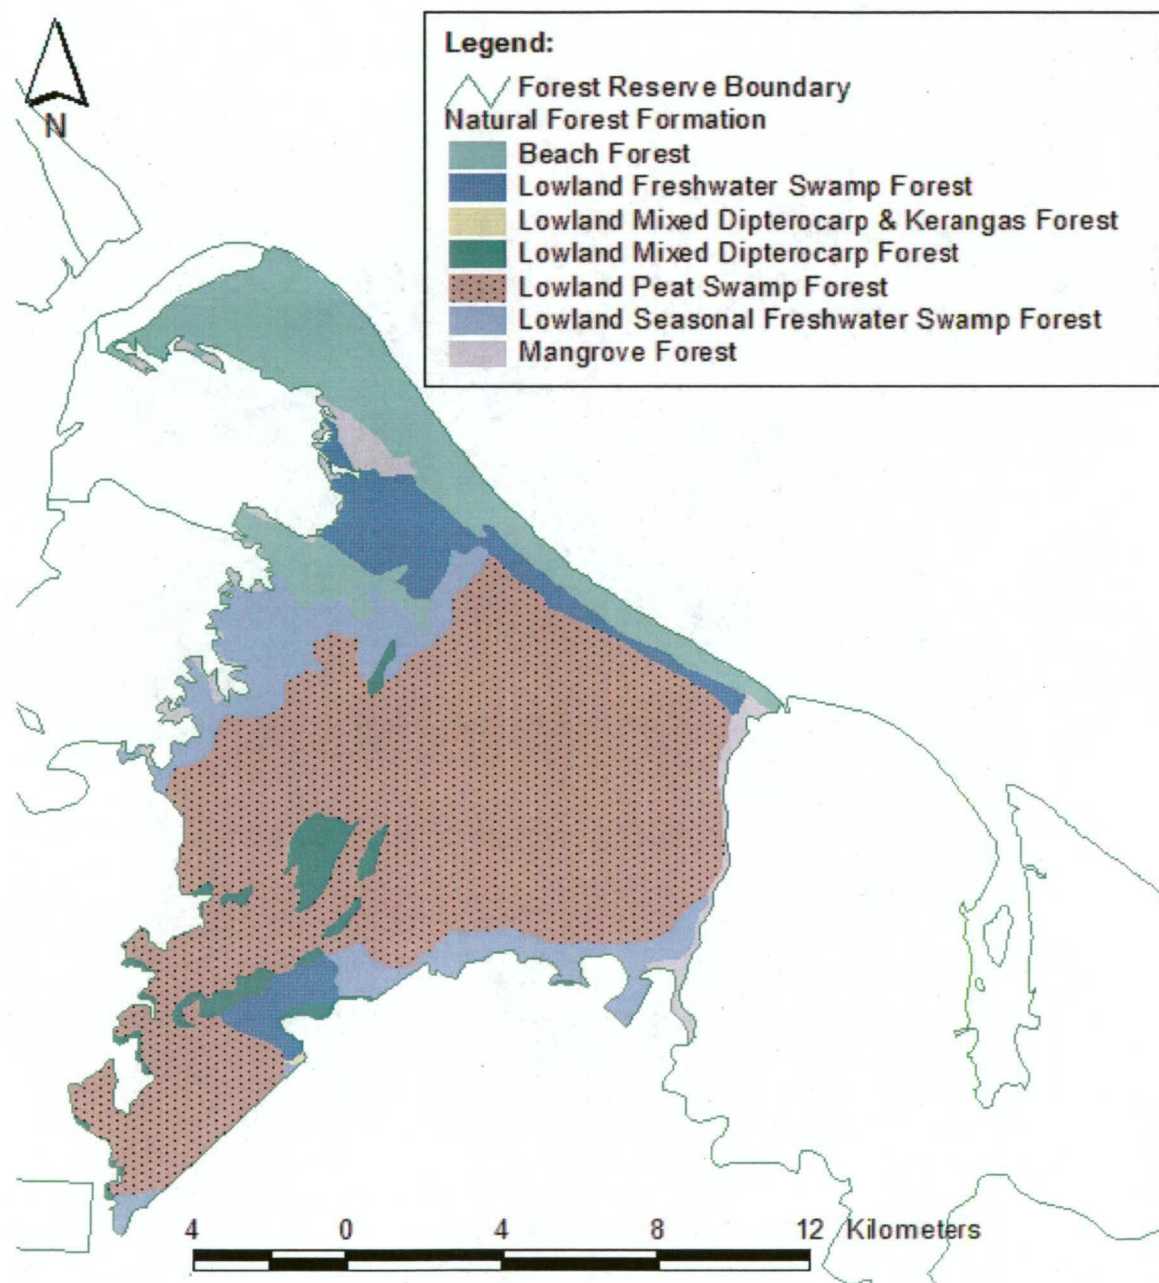 N
Legend:
Forest Reserve Boundary
Natural Forest Formation
Beach Forest
Lowland Freshwater Swamp Forest
Lowland Mixed Dipterocarp & Kerangas Forest
Lowland Mixed Dipterocarp Forest
Lowland Peat Swamp Forest
Lowland Seasonal Freshwater Swamp Forest
Mangrove Forest
4 0 4 8 12 Kilometers